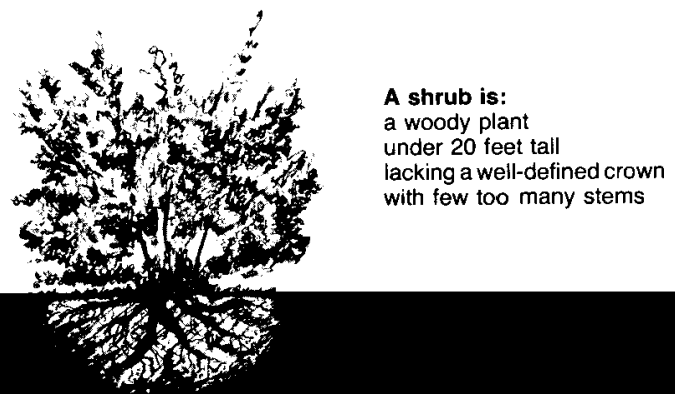 A shrub is:
a woody plant
under 20 feet tall
lacking a well-defined crown
with few too many stems